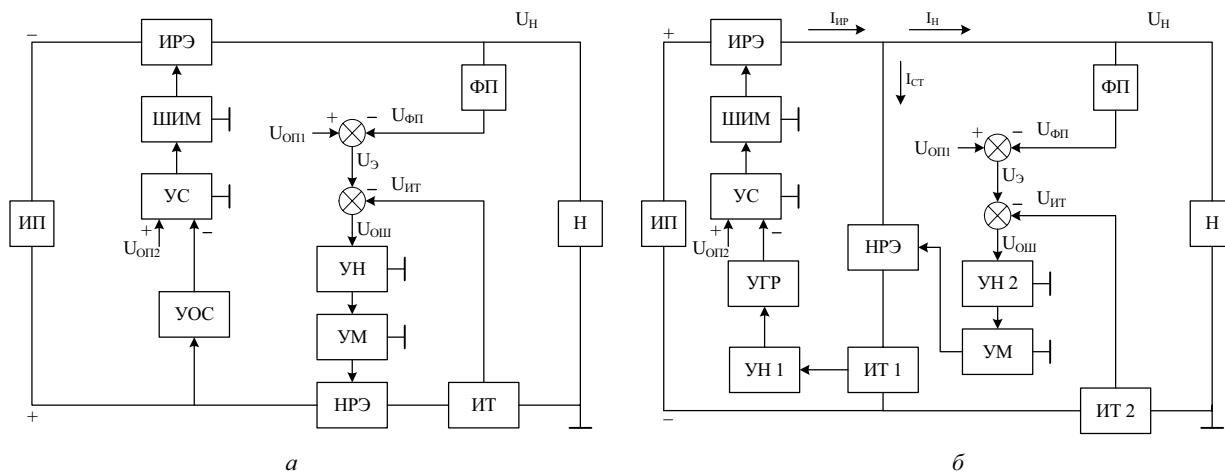 U_Н
–
ИРЭ
ФП
ШИМ
+
–
U_ФП
U_ОП1
U_Э
–
U_ИТ
УС
ИП
Н
+
–
U_ОП2
U_ОШ
УН
УОС
УМ
+
НРЭ
ИТ
а
I_ИР
I_Н
U_Н
+
ИРЭ
I_СТ
ФП
ШИМ
+
–
U_ФП
U_ОП1
U_Э
–
U_ИТ
УС
ИП
Н
+
–
U_ОП2
U_ОШ
НРЭ
УГР
УН 2
УМ
УН 1
ИТ 1
–
ИТ 2
б